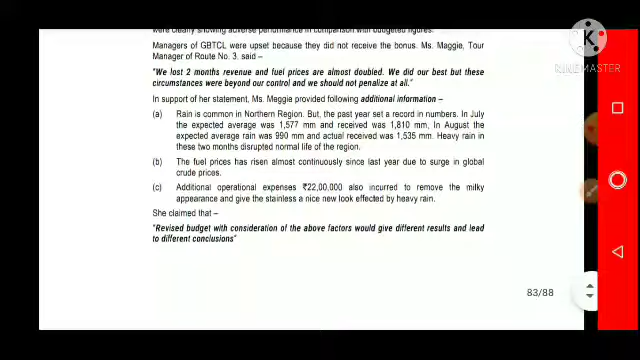 were clearly showing adverse performance in comparison with budgeted figures.
Managers of GBTCL were upset because they did not receive the bonus. Ms. Maggie, Tour
Manager of Route No. 3, said –
"We lost 2 months revenue and fuel prices are almost doubled. We did our best but these
circumstances were beyond our control and we should not penalize at all."
In support of her statement, Ms. Meggie provided following additional information –
(a) Rain is common in Northern Region. But, the past year set a record in numbers. In July
the expected average was 1,577 mm and received was 1,810 mm, In August the
expected average rain was 990 mm and actual received was 1,535 mm. Heavy rain in
these two months disrupted normal life of the region.
(b) The fuel prices has risen almost continuously since last year due to surge in global
crude prices.
(c) Additional operational expenses ₹22,00,000 also incurred to remove the milky
appearance and give the stainless a nice new look effected by heavy rain.
She claimed that –
"Revised budget with consideration of the above factors would give different results and lead
to different conclusions"
83/88
K
KINEMASTER